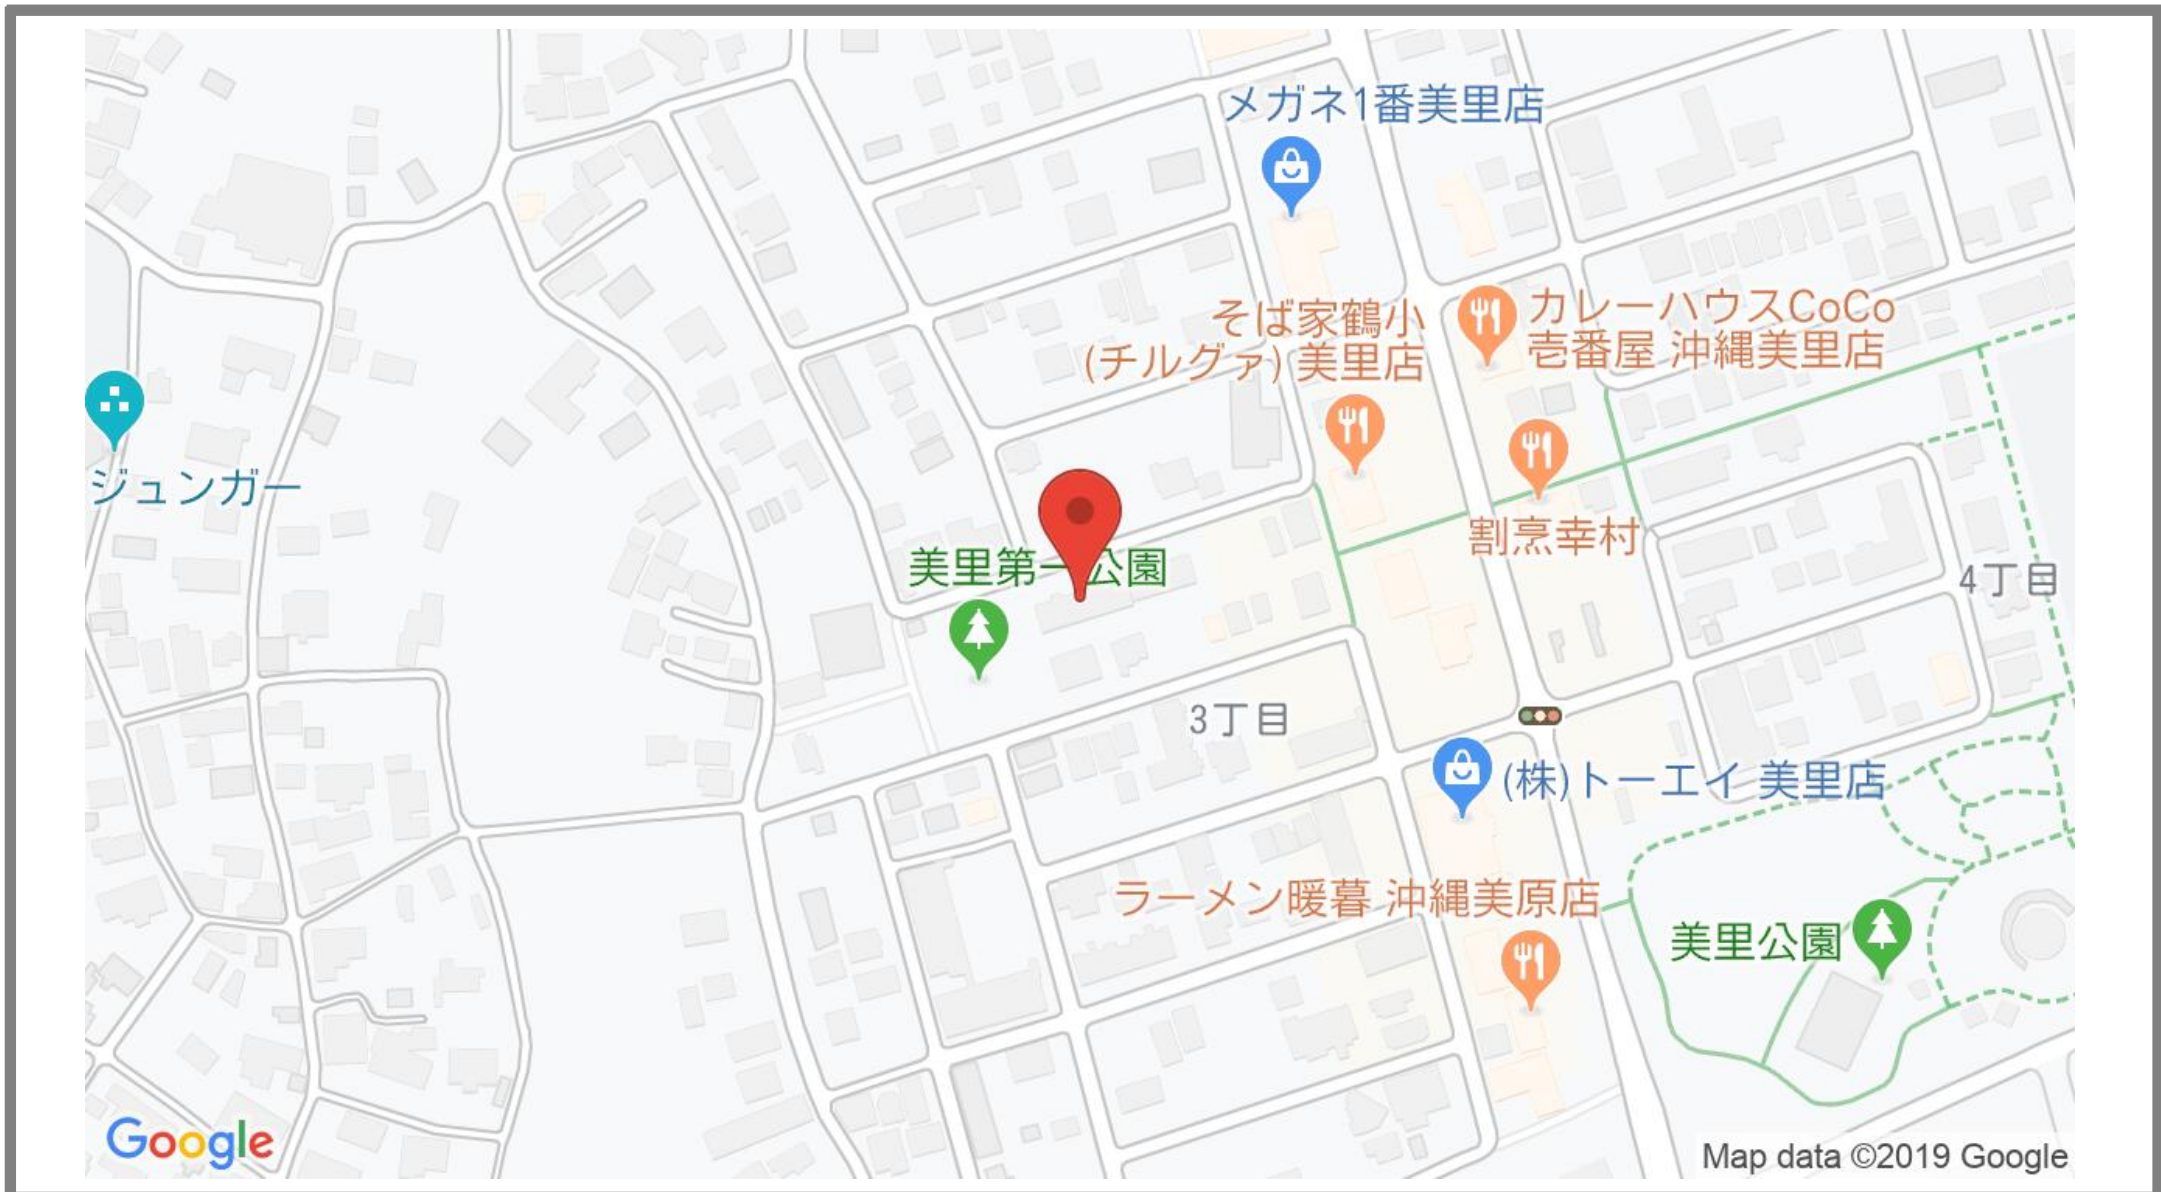 メガネ1番美里店
そば家鶴小
(チルグァ) 美里店
カレーハウスCoCo
壱番屋 沖縄美里店
ジュンガー
割烹幸村
美里第一公園
4丁目
3丁目
(株)トーエイ 美里店
ラーメン暖暮 沖縄美原店
美里公園
Google
Map data ©2019 Google